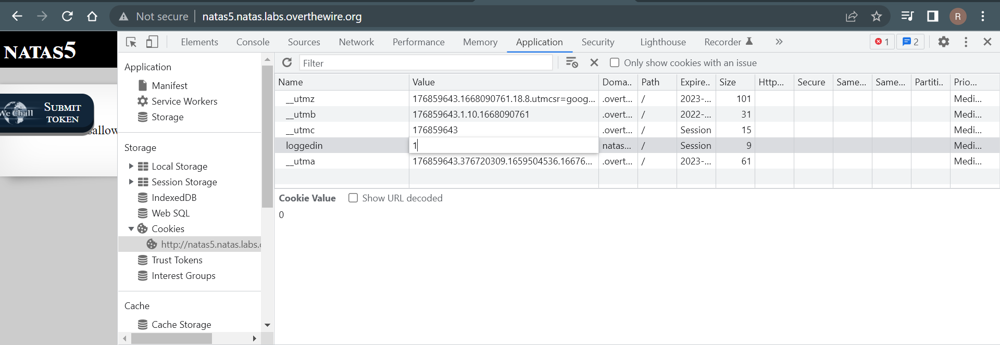 Not secure natas5.natas.labs.overthewire.org R
NATAS5
We Chall SUBMIT TOKEN
Elements Console Sources Network Performance Memory Application Security Lighthouse Recorder » 1 2
Application
Manifest
Service Workers
Storage
Storage
Local Storage
Session Storage
IndexedDB
Web SQL
Cookies
http://natas5.natas.labs.
Trust Tokens
Interest Groups
Cache
Cache Storage
Filter Only show cookies with an issue
Name Value Doma.. Path Expire.. Size Http... Secure Same... Same... Partiti.. Prio...
__utmz 176859643.1668090761.18.8.utmcsr=goog... .overt... / 2023-... 101 Medi...
__utmb 176859643.1.10.1668090761 .overt... / 2022-... 31 Medi...
__utmc 176859643 .overt... / Session 15 Medi...
loggedin 1 natas... / Session 9 Medi...
__utma 176859643.376720309.1659504536.16676... .overt... / 2023-... 61 Medi...
Cookie Value Show URL decoded
0